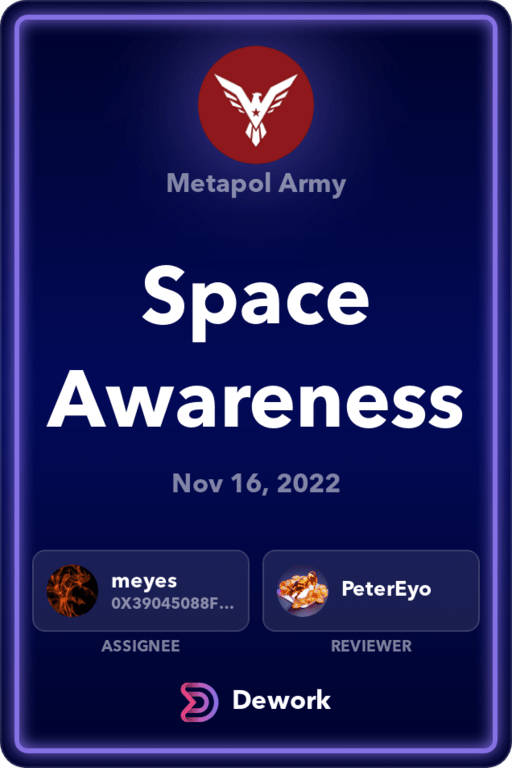 Metapol Army
Space
Awareness
Nov 16, 2022
meyes
0X39045088F...
PeterEyo
ASSIGNEE
REVIEWER
Dework